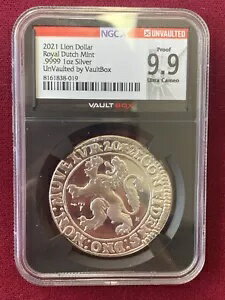 NGCX UNVAULTED
2021 Lion Dollar
Royal Dutch Mint
.9999 1oz Silver
UnVaulted by VaultBox
8161838-019
Proof
9.9
Ultra Cameo
VAULTBOX